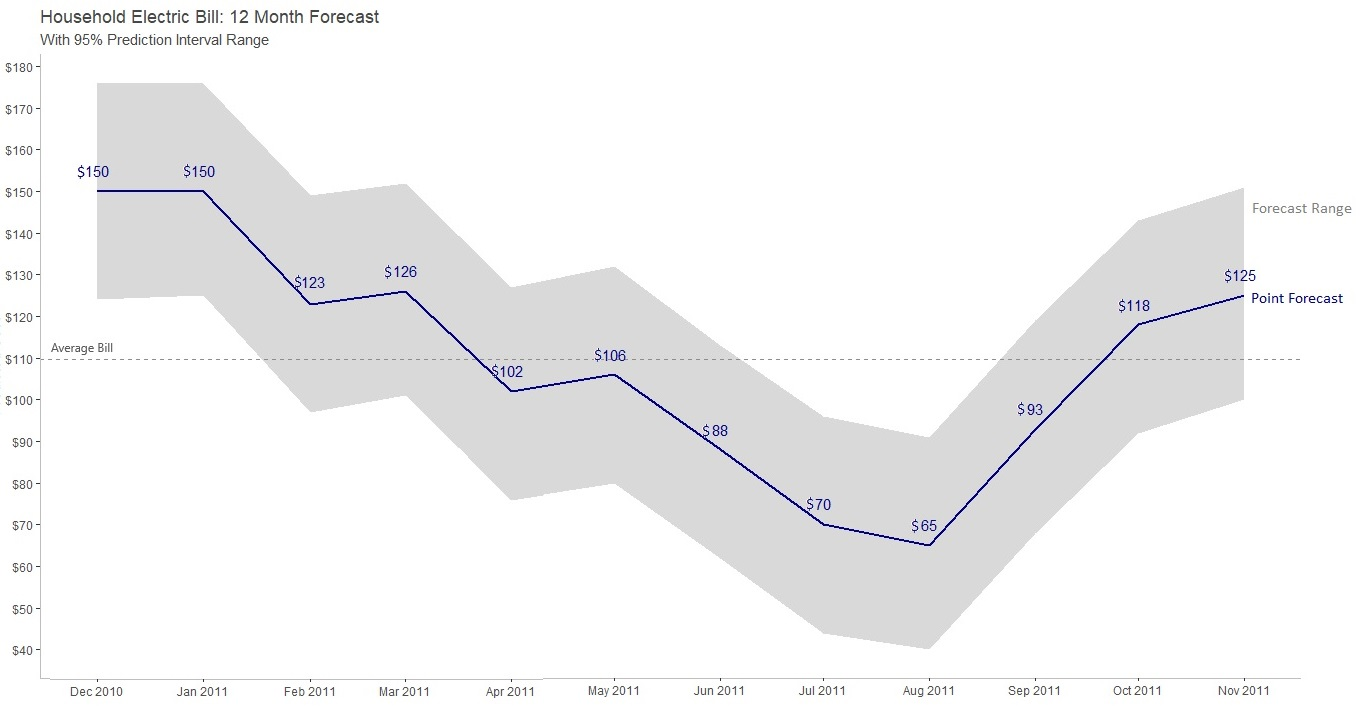 Household Electric Bill: 12 Month Forecast
With 95% Prediction Interval Range
$180
$170
$160
$150
$140
$130
$120
$110
$100
$90
$80
$70
$60
$50
$40
$150
$150
$123
$126
$102
$106
$88
$70
$65
$93
$118
$125
Forecast Range
Point Forecast
Average Bill
Dec 2010
Jan 2011
Feb 2011
Mar 2011
Apr 2011
May 2011
Jun 2011
Jul 2011
Aug 2011
Sep 2011
Oct 2011
Nov 2011